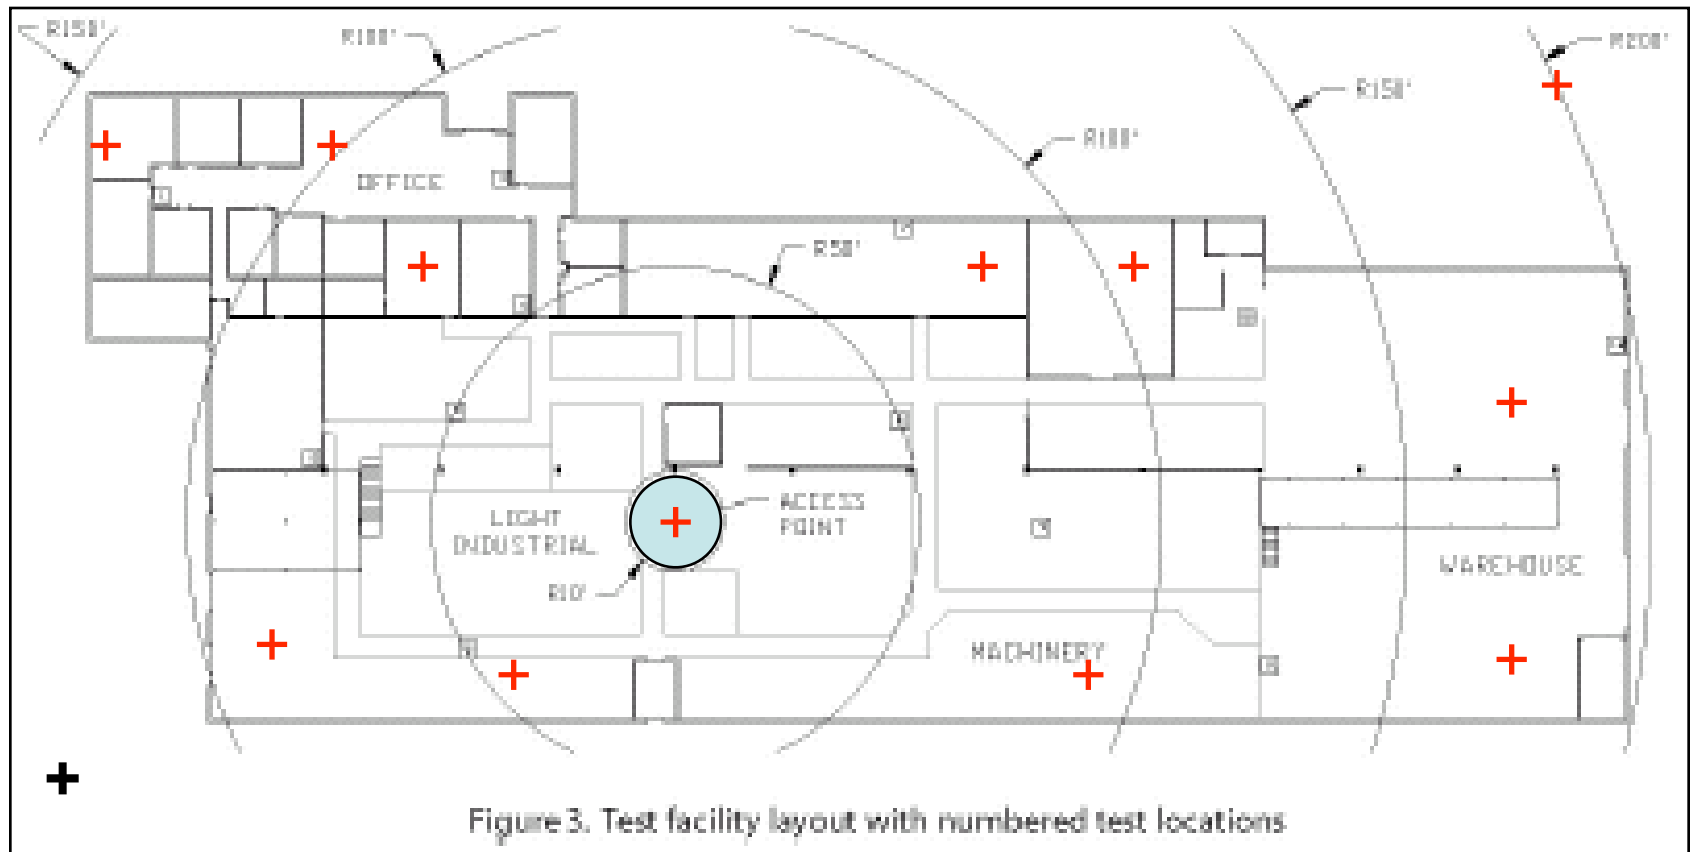 R150'
R100'
R200'
R150'
R100'
OFFICE
R50'
ACCESS
POINT
LIGHT
INDUSTRIAL
R10'
WAREHOUSE
MACHINERY
Figure 3. Test facility layout with numbered test locations